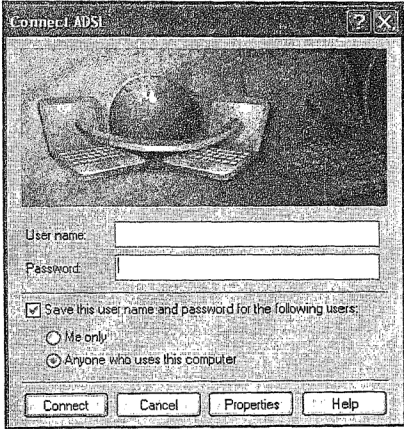 Connect ADSL
User name:
Password:
Save this user name and password for the following users:
Me only
Anyone who uses this computer
Connect Cancel Properties Help